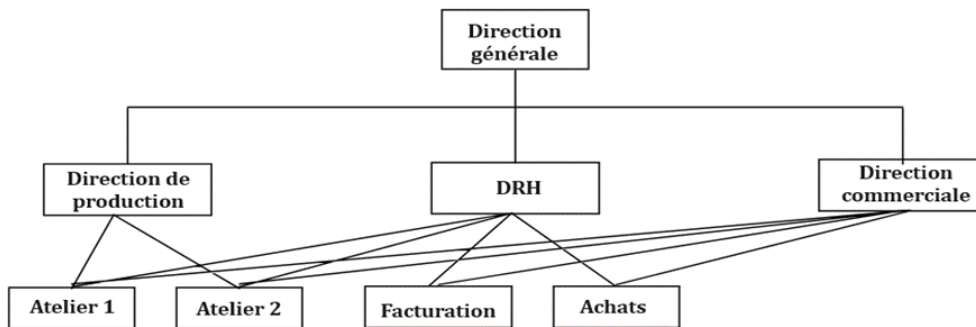 Direction
générale
Direction de
production
DRH
Direction
commerciale
Atelier 1
Atelier 2
Facturation
Achats